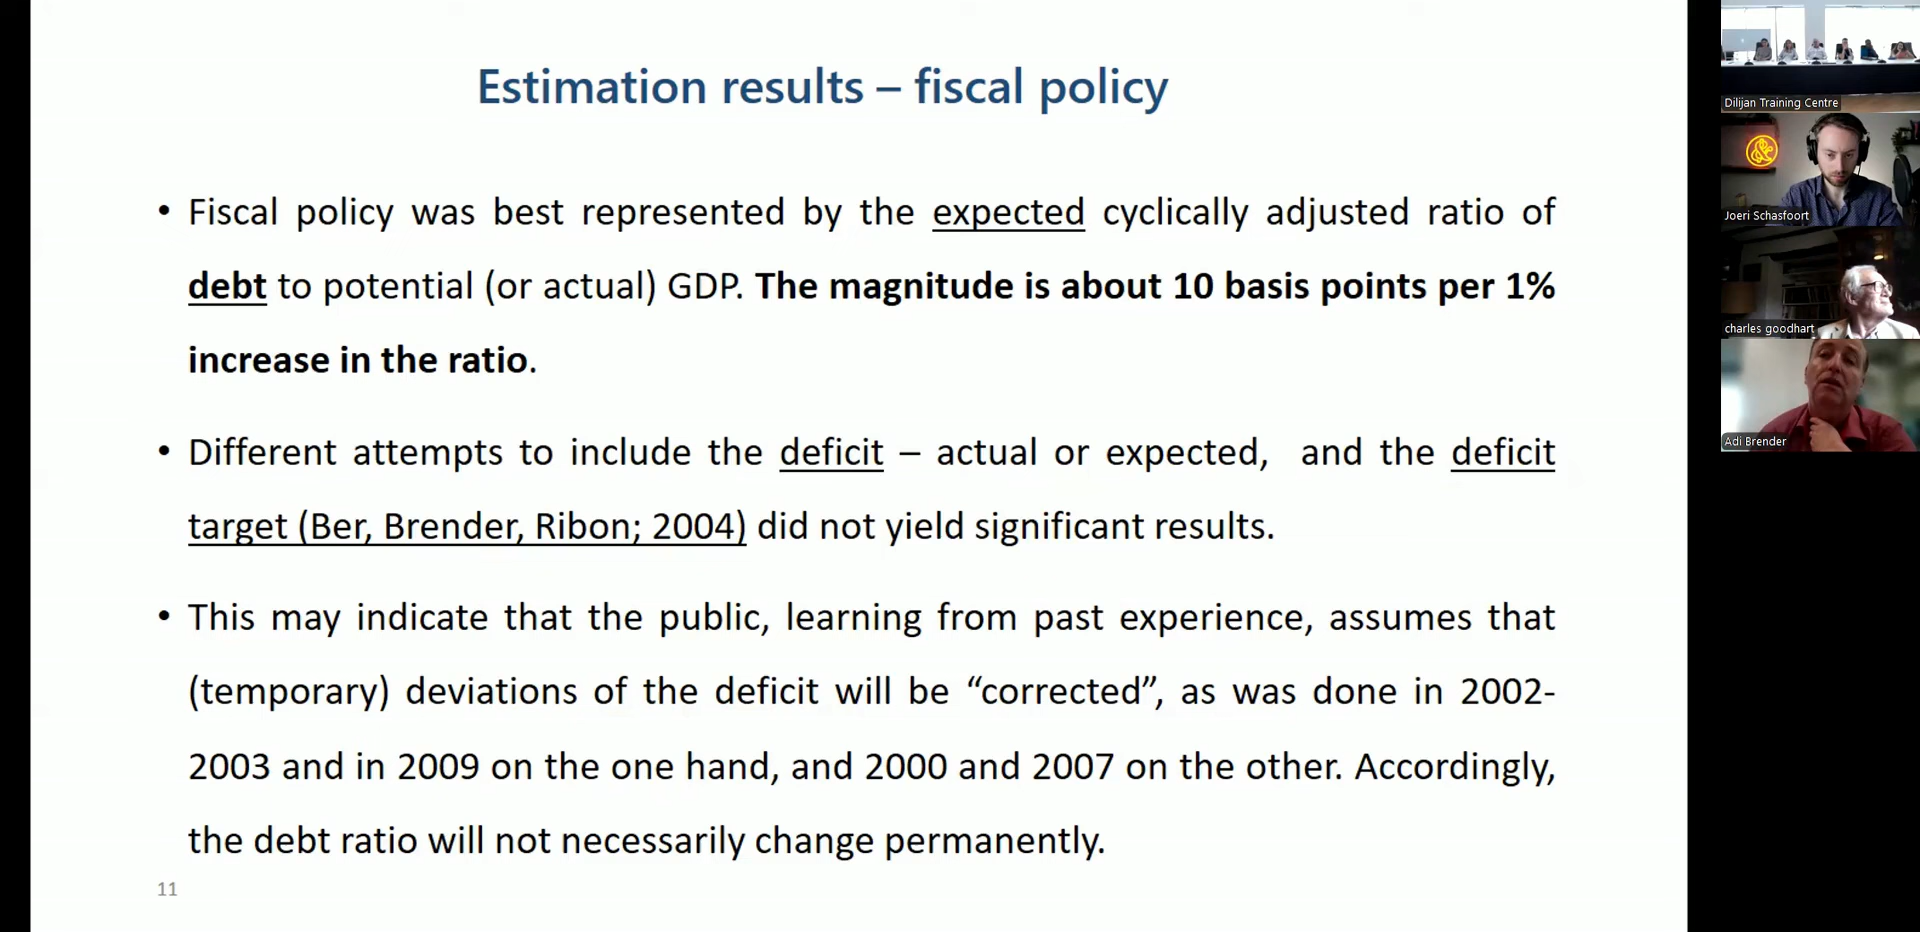 Estimation results – fiscal policy
• Fiscal policy was best represented by the expected cyclically adjusted ratio of
debt to potential (or actual) GDP. The magnitude is about 10 basis points per 1%
increase in the ratio.
• Different attempts to include the deficit – actual or expected, and the deficit
target (Ber, Brender, Ribon; 2004) did not yield significant results.
• This may indicate that the public, learning from past experience, assumes that
(temporary) deviations of the deficit will be “corrected”, as was done in 2002-
2003 and in 2009 on the one hand, and 2000 and 2007 on the other. Accordingly,
the debt ratio will not necessarily change permanently.
11
Dilijan Training Centre
Joeri Schasfoort
charles goodhart
Adi Brender